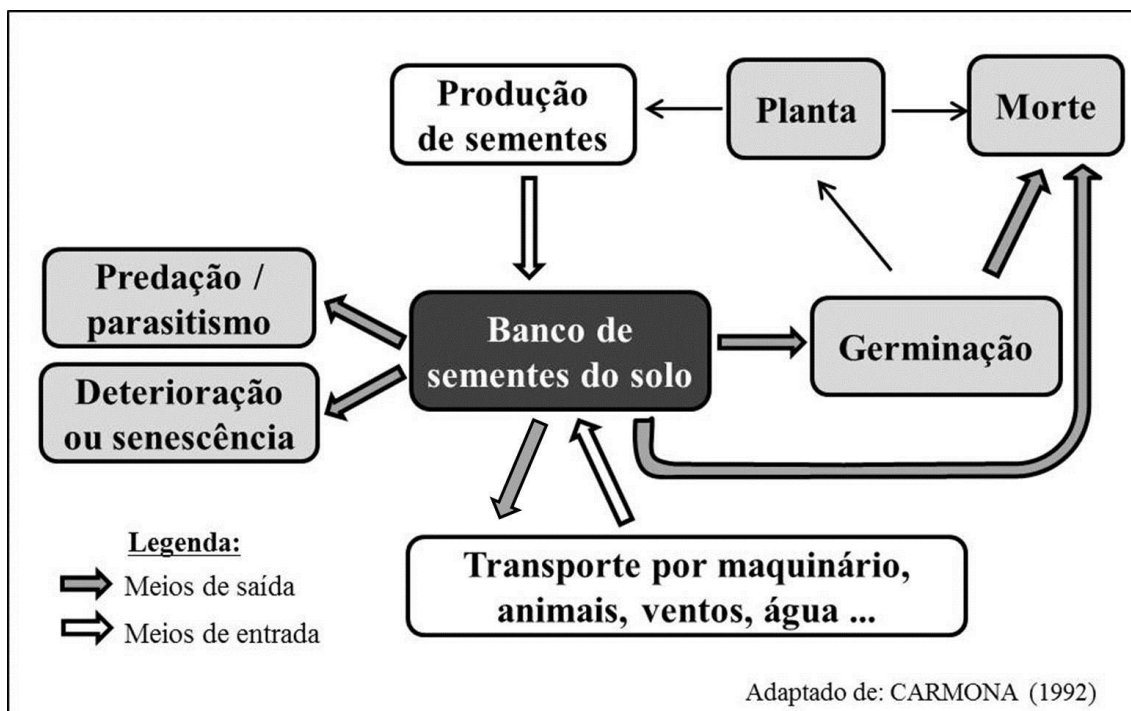 Produção
de sementes
Planta
Morte
Predação /
parasitismo
Banco de
sementes do solo
Germinação
Deterioração
ou senescência
Transporte por maquinário,
animais, ventos, água ...
Legenda:
Meios de saída
Meios de entrada
Adaptado de: CARMONA (1992)